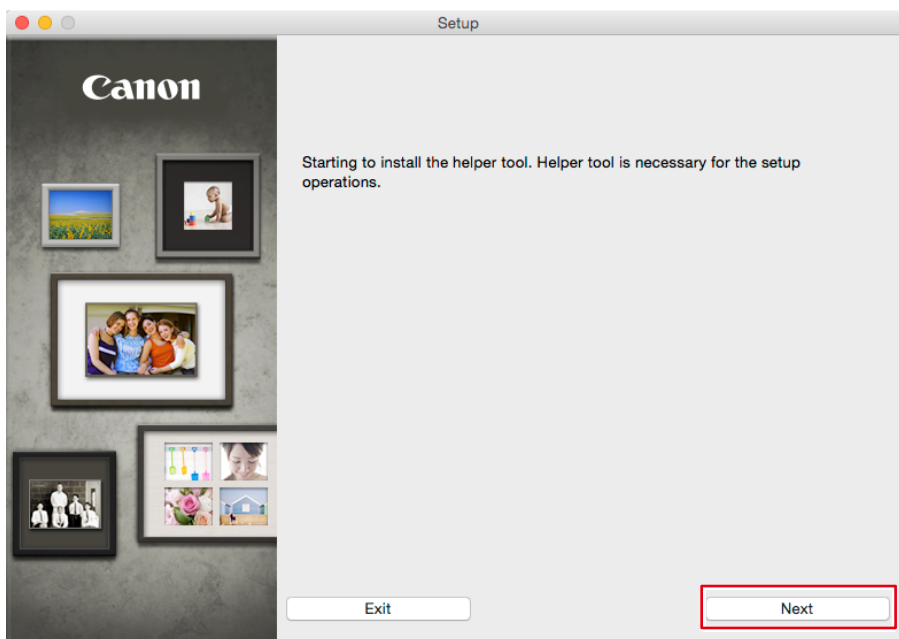 Setup
Canon
Starting to install the helper tool. Helper tool is necessary for the setup
operations.
Exit
Next